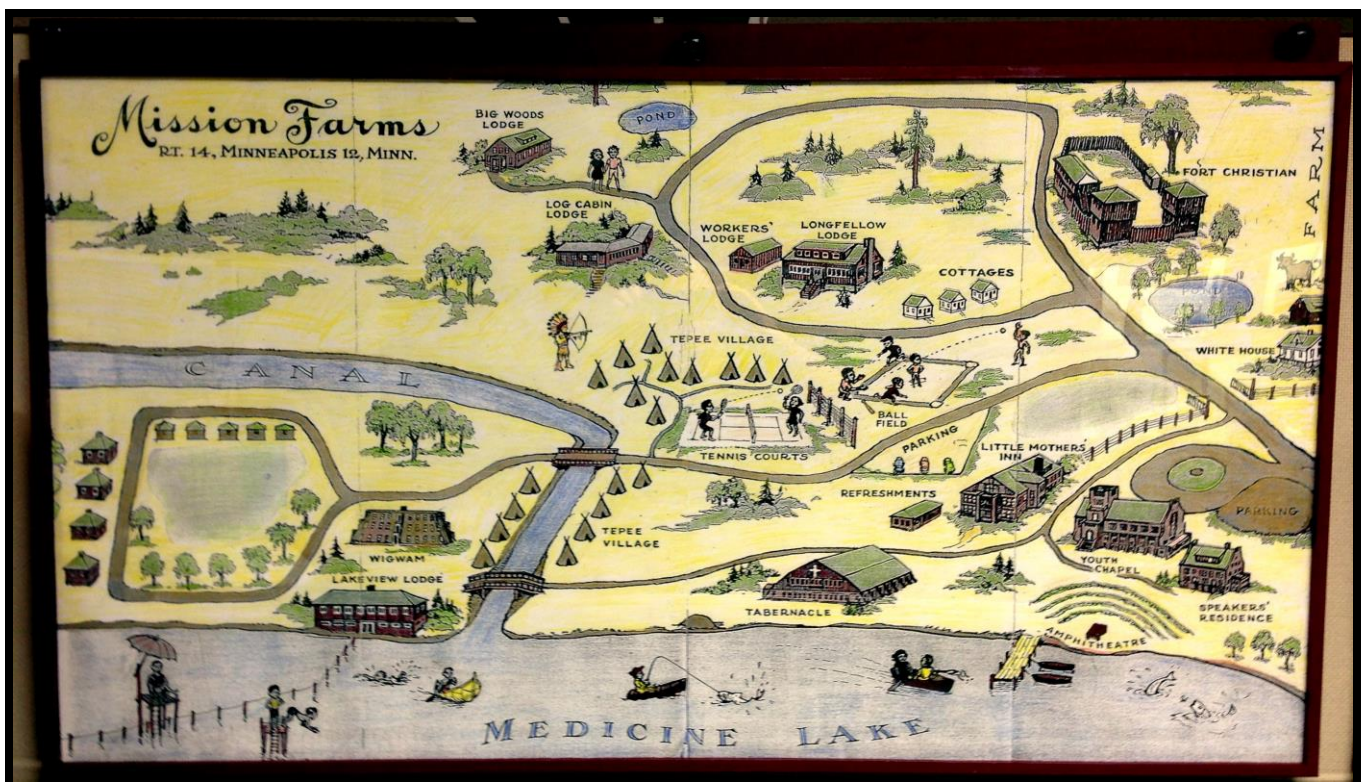 Mission Farms
RT. 14, MINNEAPOLIS 12, MINN.
BIG WOODS
LODGE
POND
FORT CHRISTIAN
FARM
LOG CABIN
LODGE
WORKERS'
LODGE
LONGFELLOW
LODGE
COTTAGES
WHITE HOUSE
TEPEE VILLAGE
CANAL
BALL
FIELD
TENNIS COURTS
PARKING
LITTLE MOTHERS'
INN
REFRESHMENTS
PARKING
TEPEE
VILLAGE
WIGWAM
LAKEVIEW LODGE
YOUTH
CHAPEL
TABERNACLE
SPEAKERS'
RESIDENCE
AMPHITHEATRE
MEDICINE LAKE